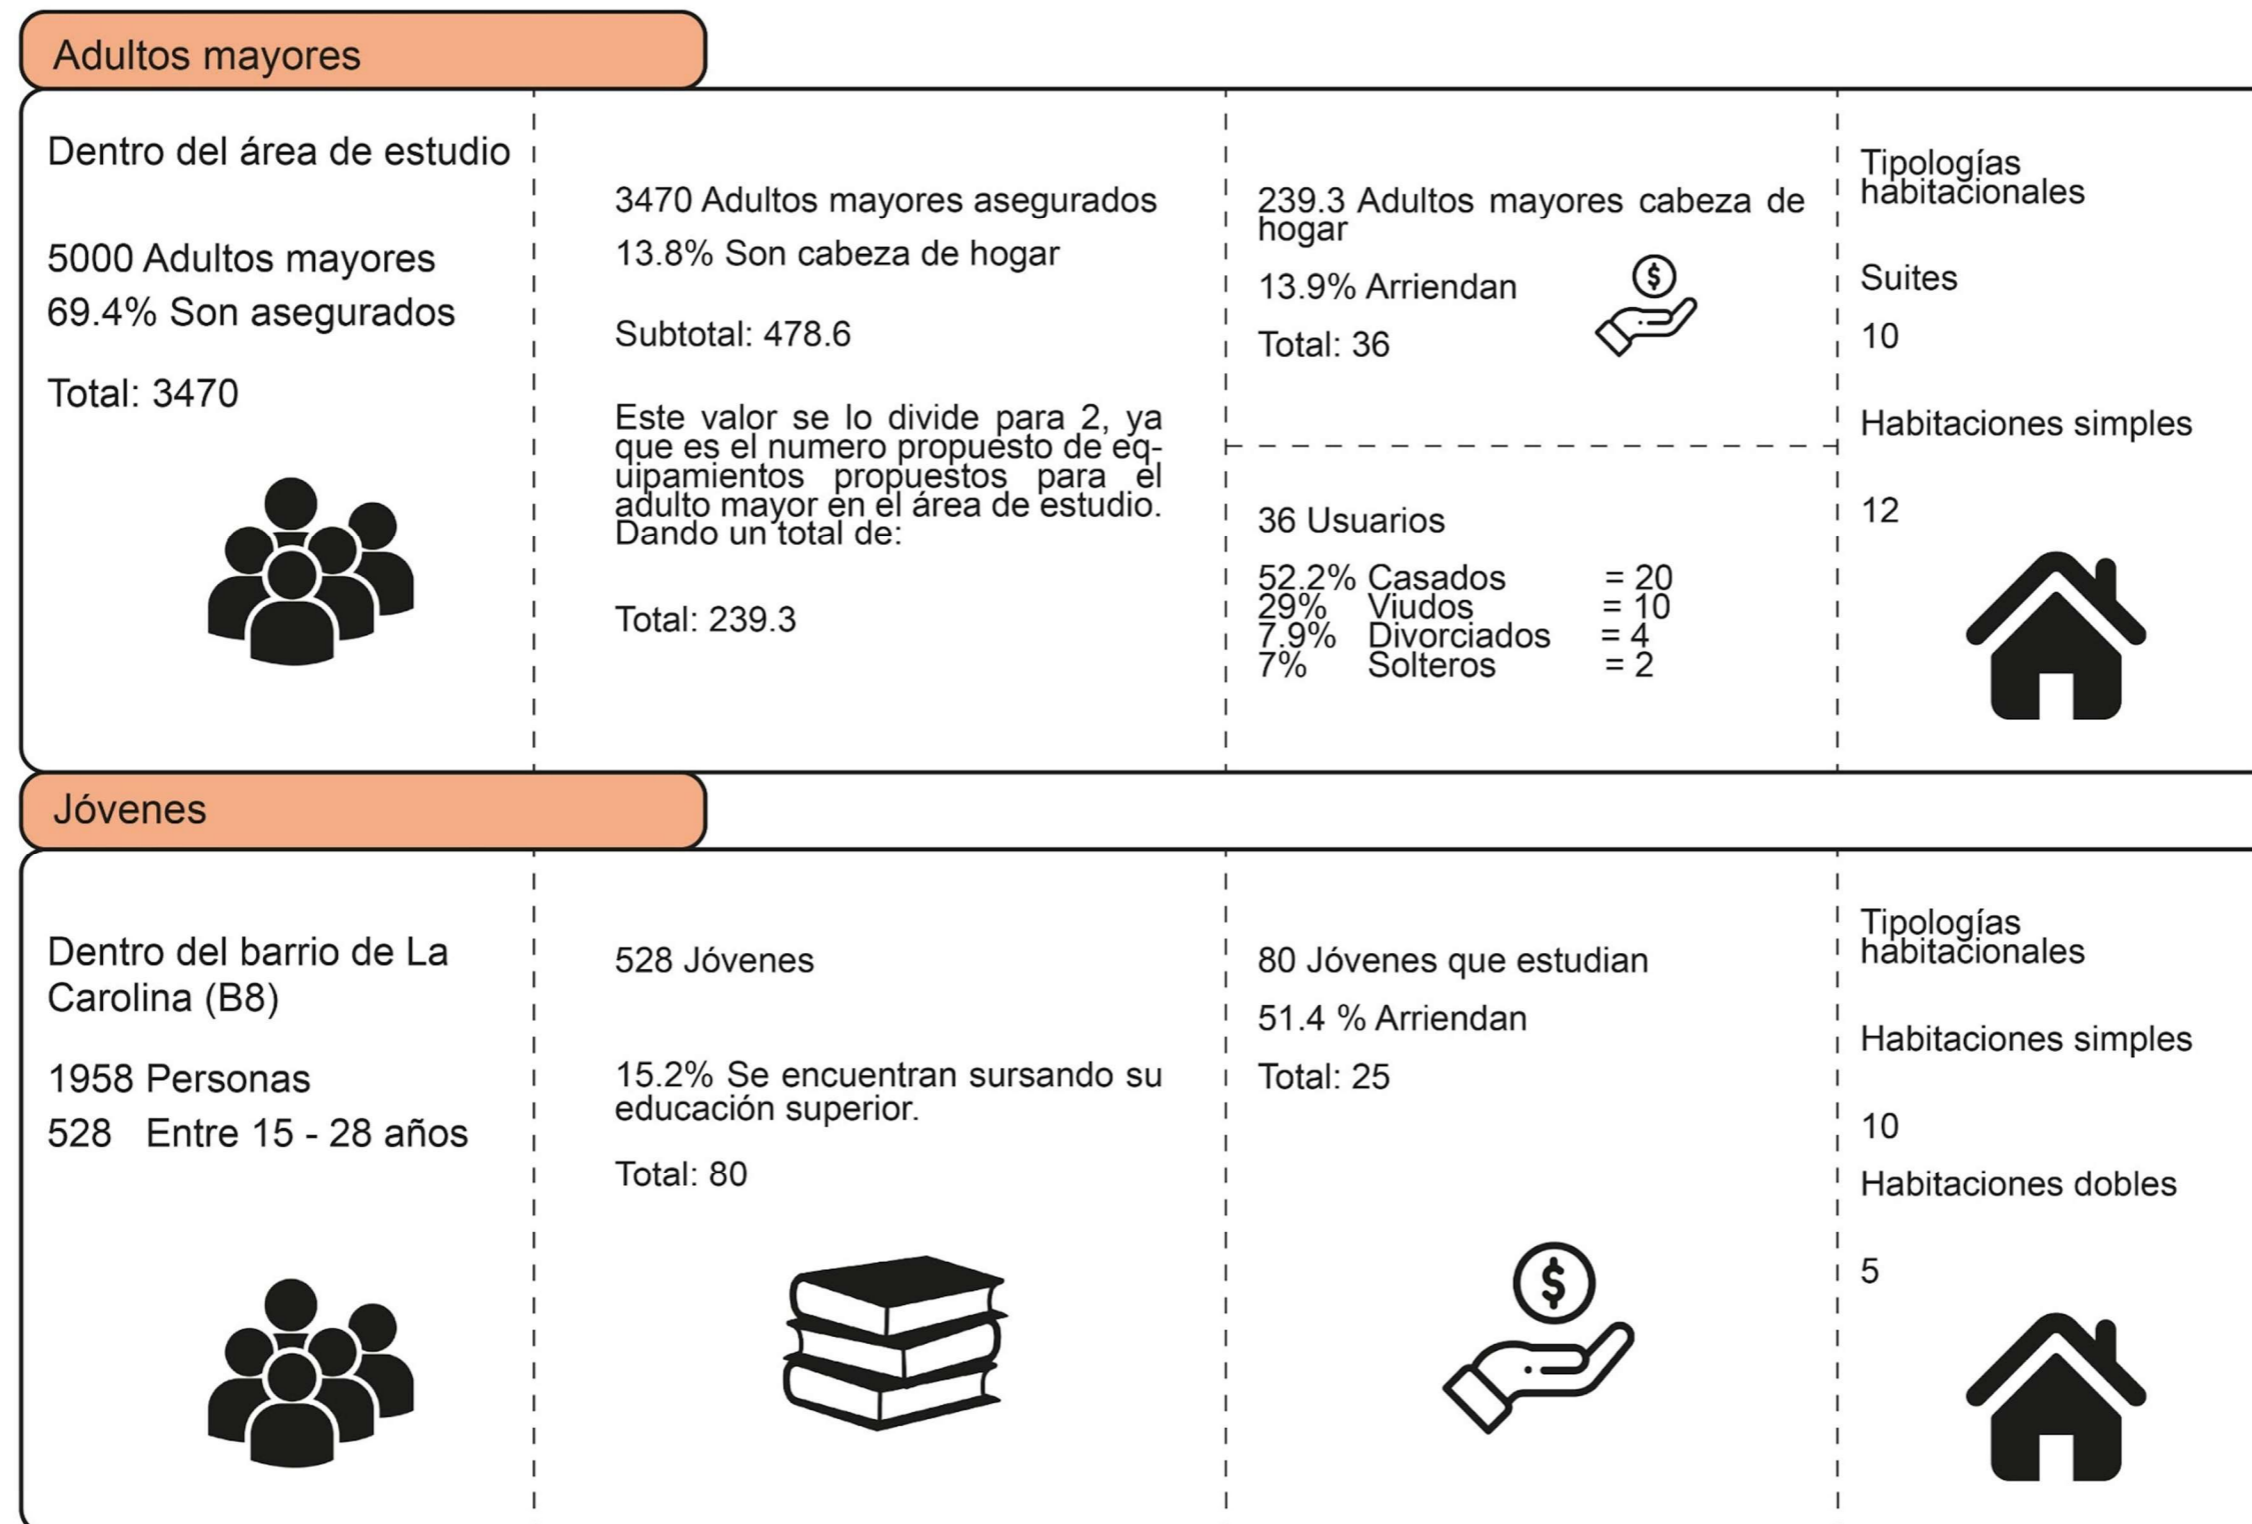 Adultos mayores
Dentro del área de estudio
5000 Adultos mayores
69.4% Son asegurados
Total: 3470
3470 Adultos mayores asegurados
13.8% Son cabeza de hogar
Subtotal: 478.6
Este valor se lo divide para 2, ya
que es el numero propuesto de eq-
uipamientos propuestos para el
adulto mayor en el área de estudio.
Dando un total de:
Total: 239.3
239.3 Adultos mayores cabeza de
hogar
13.9% Arriendan
$
Total: 36
36 Usuarios
52.2% Casados = 20
29% Viudos = 10
7.9% Divorciados = 4
7% Solteros = 2
Tipologías
habitacionales
Suites
10
Habitaciones simples
12
Jóvenes
Dentro del barrio de La
Carolina (B8)
1958 Personas
528 Entre 15 - 28 años
528 Jóvenes
15.2% Se encuentran sursando su
educación superior.
Total: 80
80 Jóvenes que estudian
51.4 % Arriendan
Total: 25
$
Tipologías
habitacionales
Habitaciones simples
10
Habitaciones dobles
5